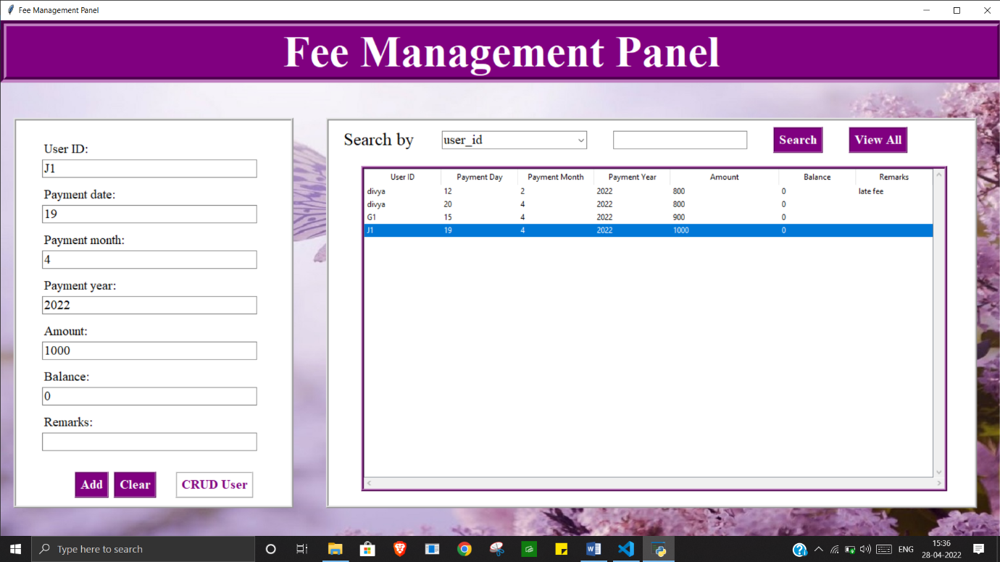 Fee Management Panel
Fee Management Panel
User ID:
J1
Payment date:
19
Payment month:
4
Payment year:
2022
Amount:
1000
Balance:
0
Remarks:
Add Clear CRUD User
Search by user_id Search View All
User ID Payment Day Payment Month Payment Year Amount Balance Remarks
divya 12 2 2022 800 0 late fee
divya 20 4 2022 800 0
G1 15 4 2022 900 0
J1 19 4 2022 1000 0
Type here to search
ENG
15:36
28-04-2022